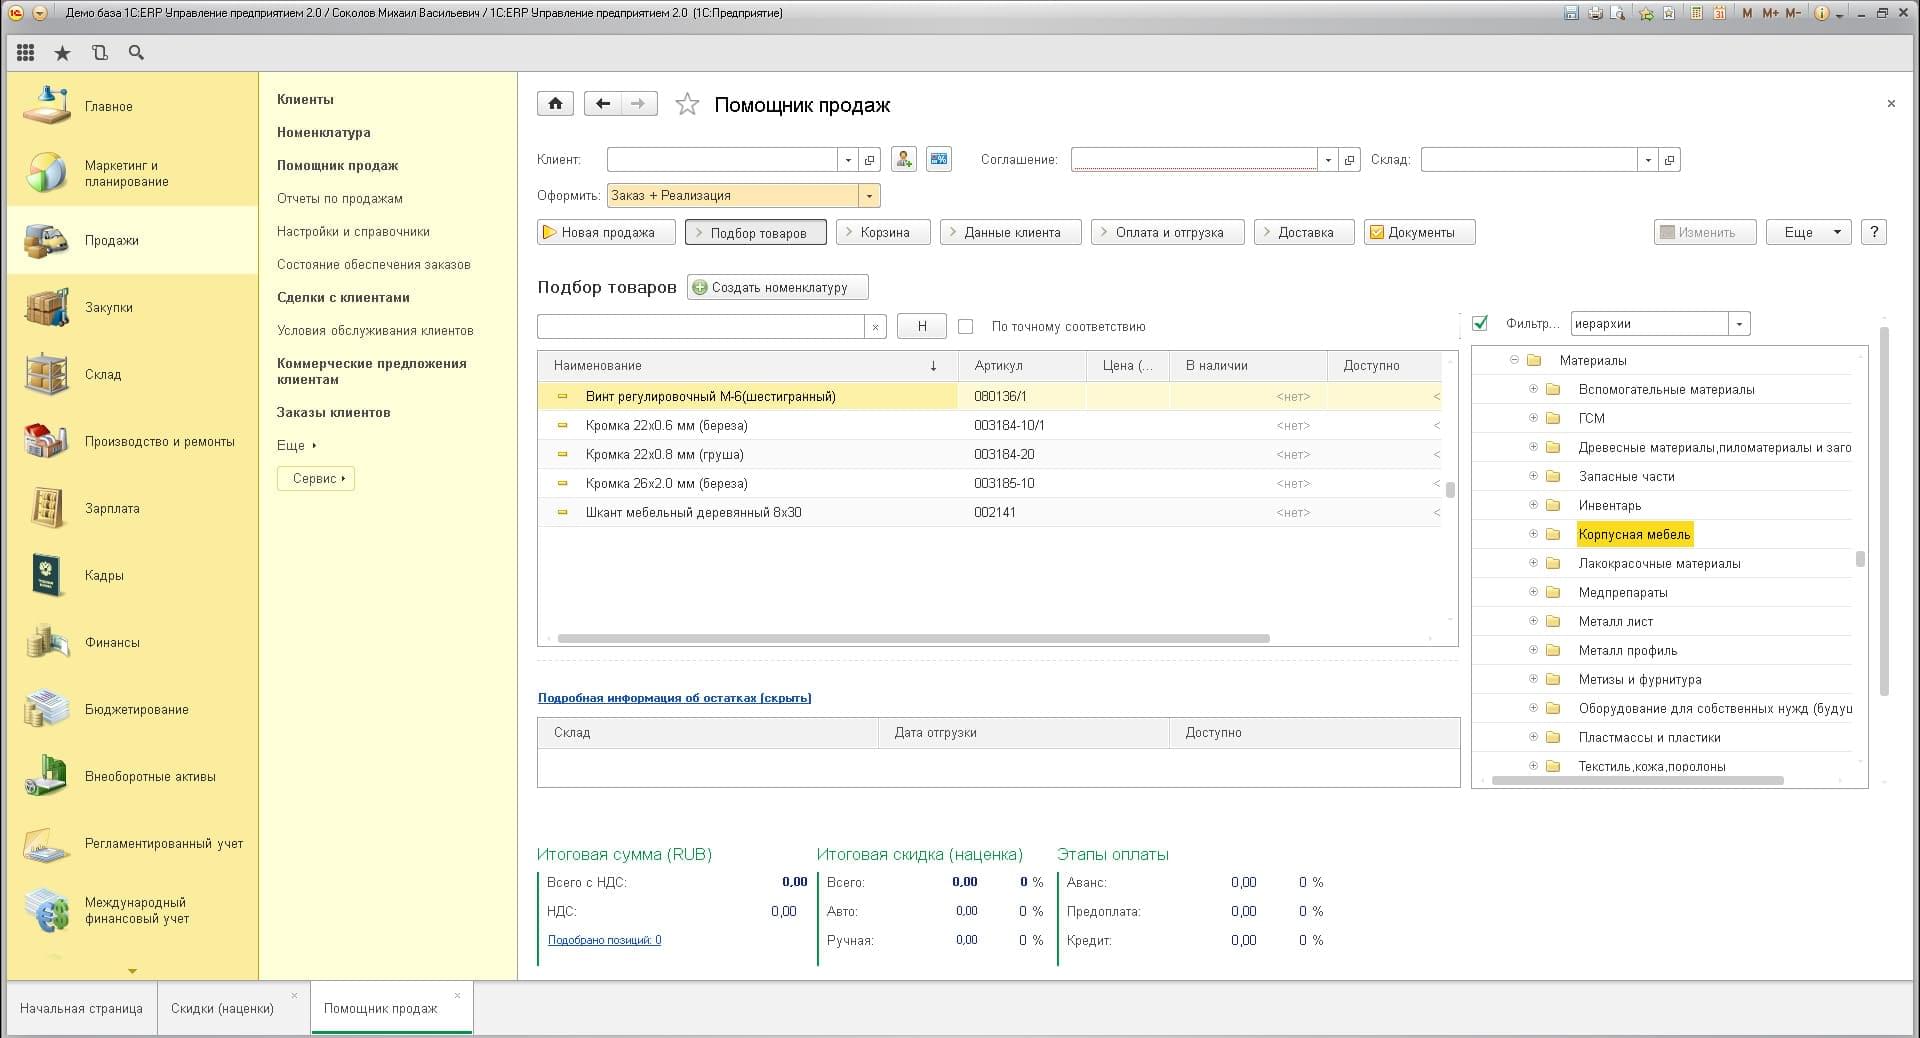 Демо база 1С:ERP Управление предприятием 2.0 / Соколов Михаил Васильевич / 1С:ERP Управление предприятием 2.0 (1С:Предприятие)
M M+ M-
Главное
Маркетинг и
планирование
Продажи
Закупки
Склад
Производство и ремонты
Зарплата
Кадры
Финансы
Бюджетирование
Внеоборотные активы
Регламентированный учет
Международный
финансовый учет
Клиенты
Номенклатура
Помощник продаж
Отчеты по продажам
Настройки и справочники
Состояние обеспечения заказов
Сделки с клиентами
Условия обслуживания клиентов
Коммерческие предложения
клиентам
Заказы клиентов
Еще
Сервис
Помощник продаж
Клиент: Соглашение: Склад:
Оформить: Заказ + Реализация
Новая продажа Подбор товаров Корзина Данные клиента Оплата и отгрузка Доставка Документы Изменить Еще ?
Подбор товаров Создать номенклатуру
Н По точному соответствию
Наименование Артикул Цена (... В наличии Доступно
Винт регулировочный М-6(шестигранный) 080136/1 <нет> <
Кромка 22х0.6 мм (береза) 003184-10/1 <нет> <
Кромка 22х0.8 мм (груша) 003184-20 <нет> <
Кромка 26х2.0 мм (береза) 003185-10 <нет> <
Шкант мебельный деревянный 8х30 002141 <нет> <
Фильтр... иерархии
Материалы
Вспомогательные материалы
ГСМ
Древесные материалы,пиломатериалы и заго
Запасные части
Инвентарь
Корпусная мебель
Лакокрасочные материалы
Медпрепараты
Металл лист
Металл профиль
Метизы и фурнитура
Оборудование для собственных нужд (будущ
Пластмассы и пластики
Текстиль,кожа,поролоны
Подробная информация об остатках (скрыть)
Склад Дата отгрузки Доступно
Итоговая сумма (RUB)
Всего с НДС: 0,00
НДС: 0,00
Подобрано позиций: 0
Итоговая скидка (наценка)
Всего: 0,00 0 %
Авто: 0,00 0 %
Ручная: 0,00 0 %
Этапы оплаты
Аванс: 0,00 0 %
Предоплата: 0,00 0 %
Кредит: 0,00 0 %
Начальная страница Скидки (наценки) Помощник продаж